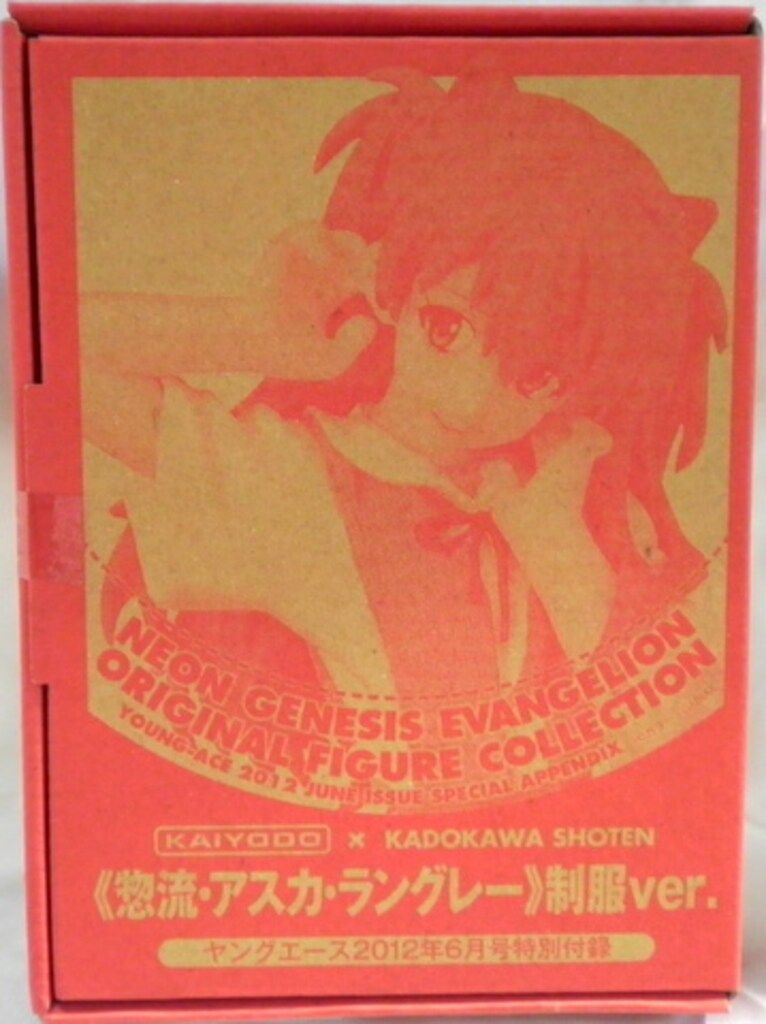 NEON GENESIS EVANGELION
ORIGINAL FIGURE COLLECTION
YOUNG-ACE 2012 JUNE ISSUE SPECIAL APPENDIX
KAIYODO × KADOKAWA SHOTEN
《惣流・アスカ・ラングレー》制服ver.
ヤングエース2012年6月号特別付録